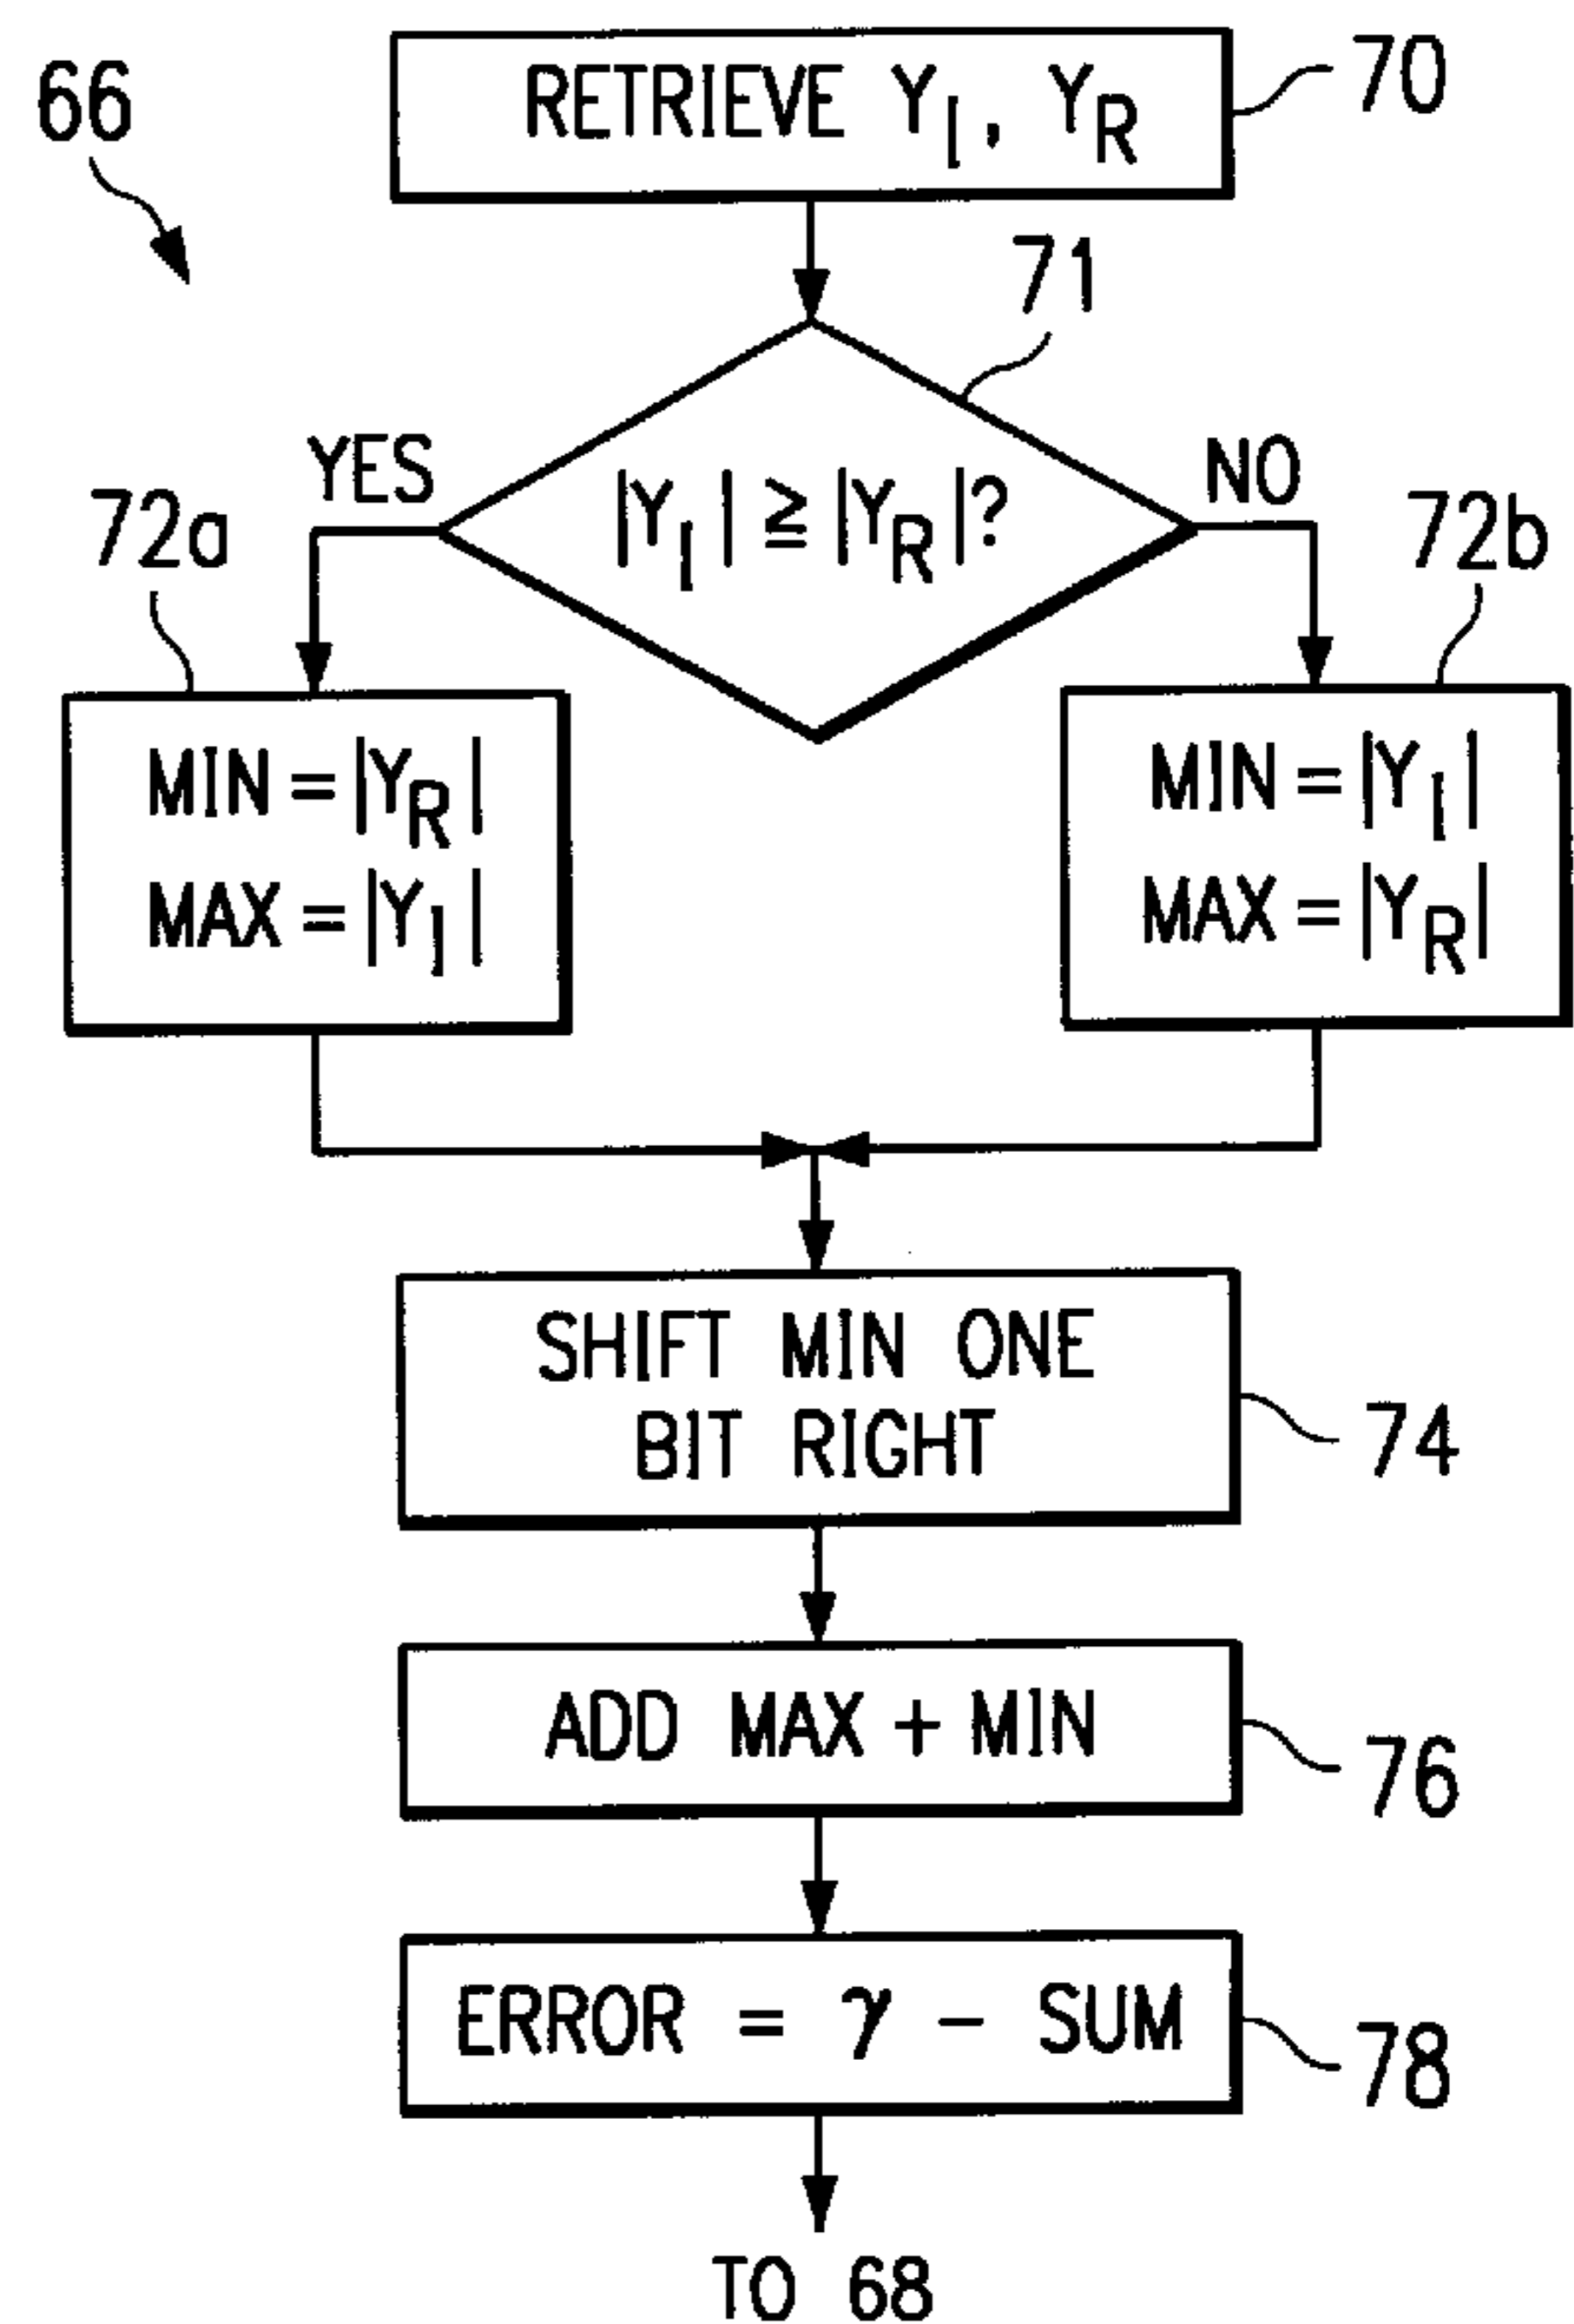 66
RETRIEVE Y_I, Y_R
70
71
|Y_I| ≧ |Y_R|?
YES
NO
72a
72b
MIN = |Y_R|
MAX = |Y_I|
MIN = |Y_I|
MAX = |Y_R|
SHIFT MIN ONE
BIT RIGHT
74
ADD MAX + MIN
76
ERROR = γ − SUM
78
TO 68